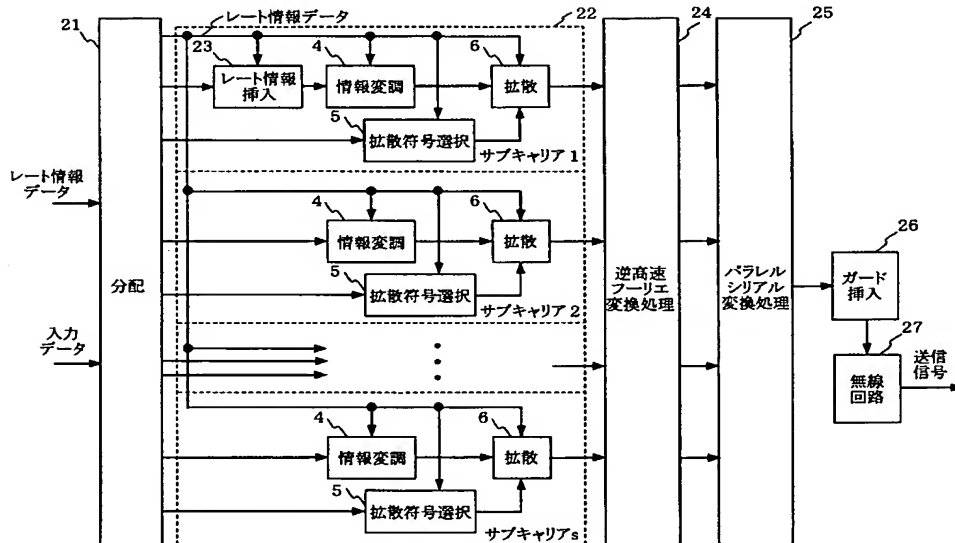 21
レート情報データ
22
24
25
23
4
6
レート情報
挿入
情報変調
拡散
5
拡散符号選択
サブキャリア1
レート情報
データ
4
6
情報変調
拡散
5
拡散符号選択
サブキャリア2
分配
逆高速
フーリエ
変換処理
パラレル
シリアル
変換処理
26
ガード
挿入
入力
データ
27
無線
回路
送信
信号
4
6
情報変調
拡散
5
拡散符号選択
サブキャリアs